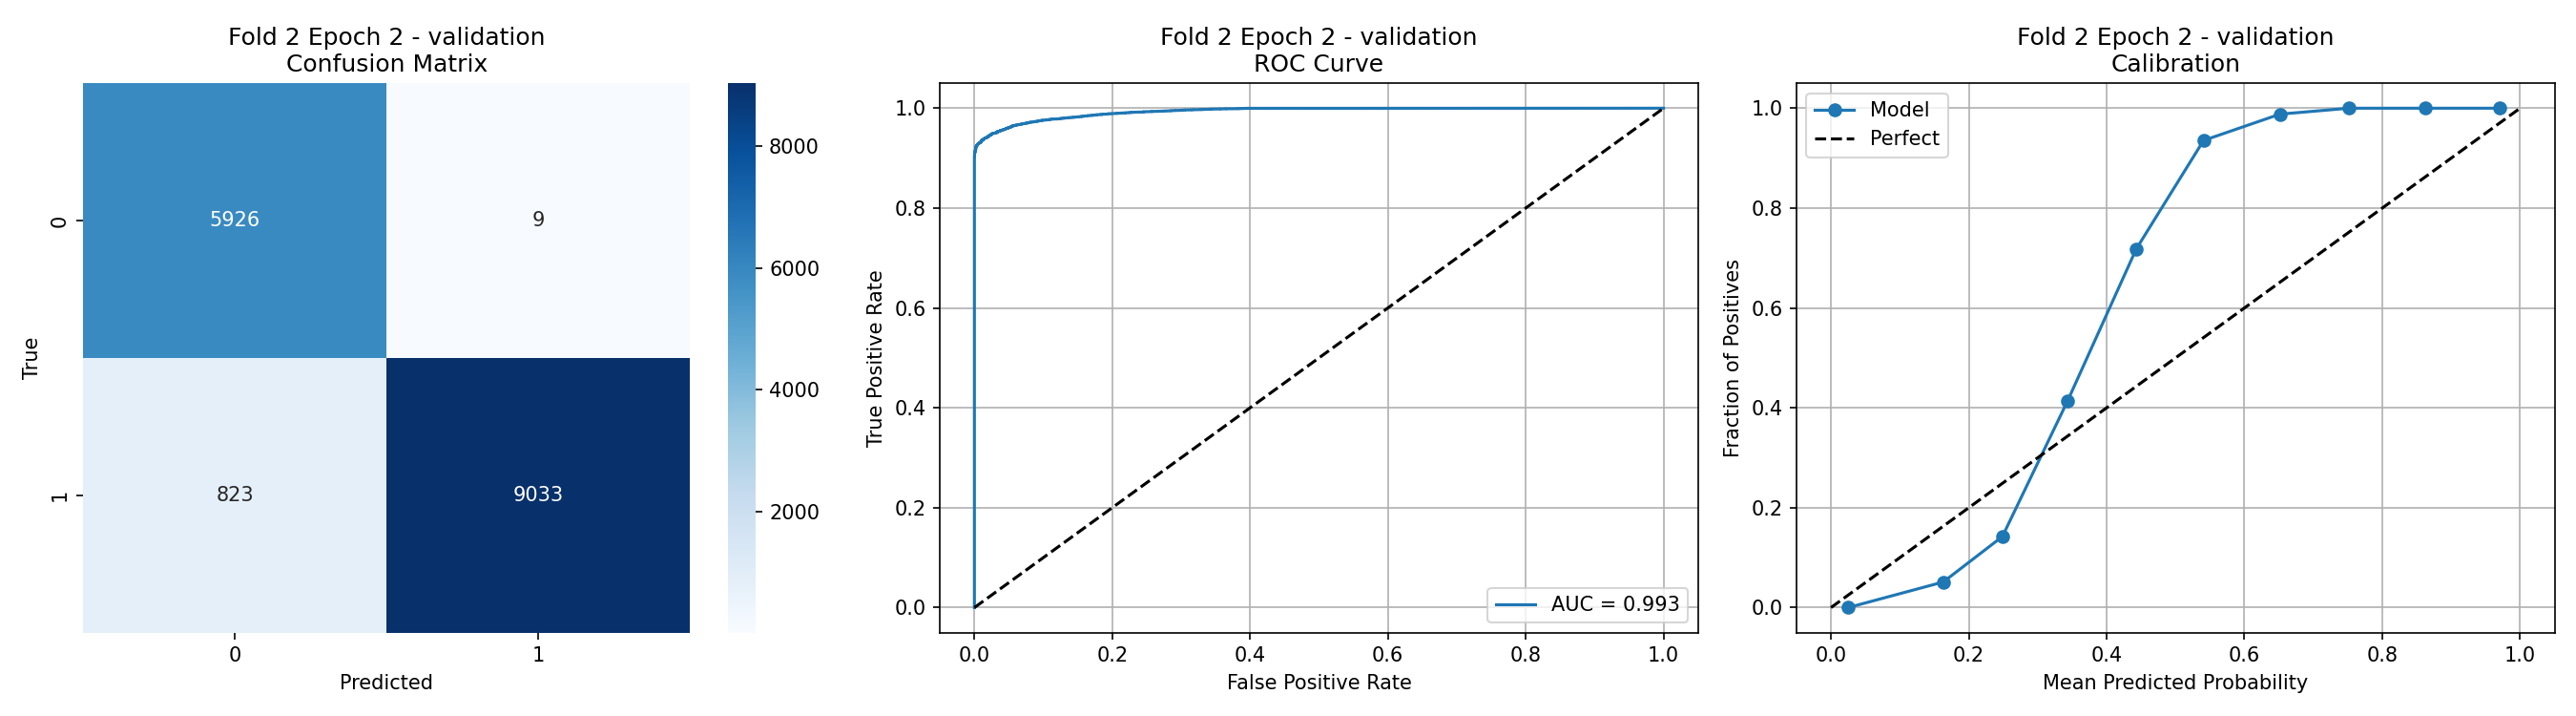 Fold 2 Epoch 2 - validation
Confusion Matrix
5926
9
823
9033
0
1
True
0
1
Predicted
8000
6000
4000
2000
Fold 2 Epoch 2 - validation
ROC Curve
1.0
0.8
0.6
0.4
0.2
0.0
True Positive Rate
AUC = 0.993
0.0
0.2
0.4
0.6
0.8
1.0
False Positive Rate
Fold 2 Epoch 2 - validation
Calibration
Model
Perfect
1.0
0.8
0.6
0.4
0.2
0.0
Fraction of Positives
0.0
0.2
0.4
0.6
0.8
1.0
Mean Predicted Probability